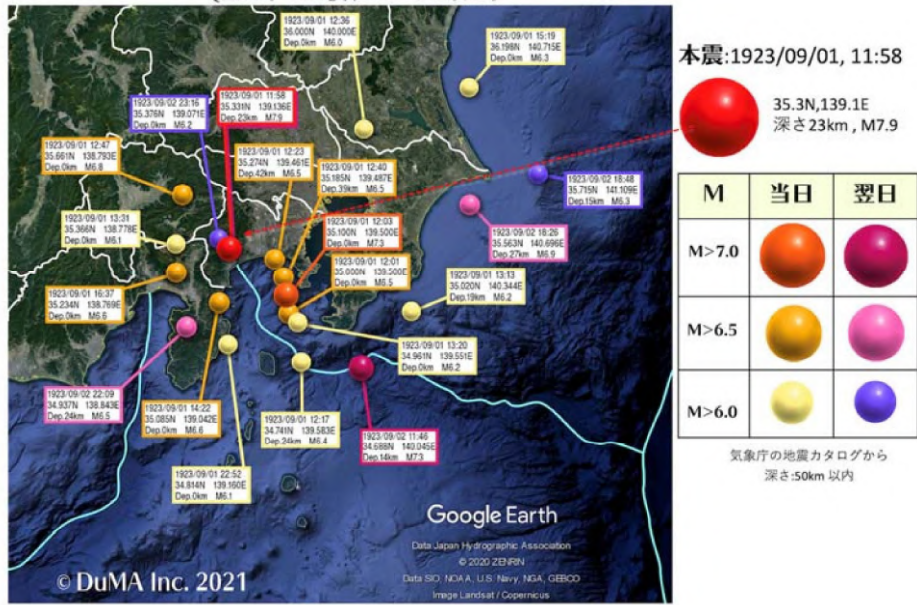 1923/09/01 12:36
36.000N 140.000E
Dep.0km M6.0
1923/09/01 15:19
36.198N 140.715E
Dep.0km M6.3
1923/09/02 23:16
35.376N 139.071E
Dep.0km M6.2
1923/09/01 11:58
35.331N 139.136E
Dep.23km M7.9
1923/09/01 12:47
35.661N 138.793E
Dep.0km M6.8
1923/09/01 12:23
35.274N 139.461E
Dep.42km M6.5
1923/09/01 12:40
35.185N 139.487E
Dep.39km M6.5
1923/09/02 18:48
35.715N 141.109E
Dep.15km M6.3
1923/09/01 13:31
35.366N 138.778E
Dep.0km M6.1
1923/09/01 12:03
35.100N 139.500E
Dep.0km M7.3
1923/09/02 18:26
35.563N 140.696E
Dep.27km M6.9
1923/09/01 12:01
35.000N 139.500E
Dep.0km M6.5
1923/09/01 13:13
35.020N 140.344E
Dep.19km M6.2
1923/09/01 16:37
35.234N 138.769E
Dep.0km M6.6
1923/09/01 13:20
34.961N 139.551E
Dep.0km M6.2
1923/09/02 22:09
34.937N 138.843E
Dep.24km M6.5
1923/09/01 14:22
35.085N 139.042E
Dep.0km M6.6
1923/09/01 12:17
34.741N 139.583E
Dep.24km M6.4
1923/09/02 11:46
34.688N 140.045E
Dep.14km M7.3
1923/09/01 22:52
34.814N 139.160E
Dep.0km M6.1
Google Earth
Data Japan Hydrographic Association
© 2020 ZENRIN
Data SIO, NOAA, U.S. Navy, NGA, GEBCO
Image Landsat / Copernicus
© DuMA Inc. 2021
本震:1923/09/01, 11:58
35.3N,139.1E
深さ23km , M7.9
M 当日 翌日
M>7.0
M>6.5
M>6.0
気象庁の地震カタログから
深さ:50km 以内